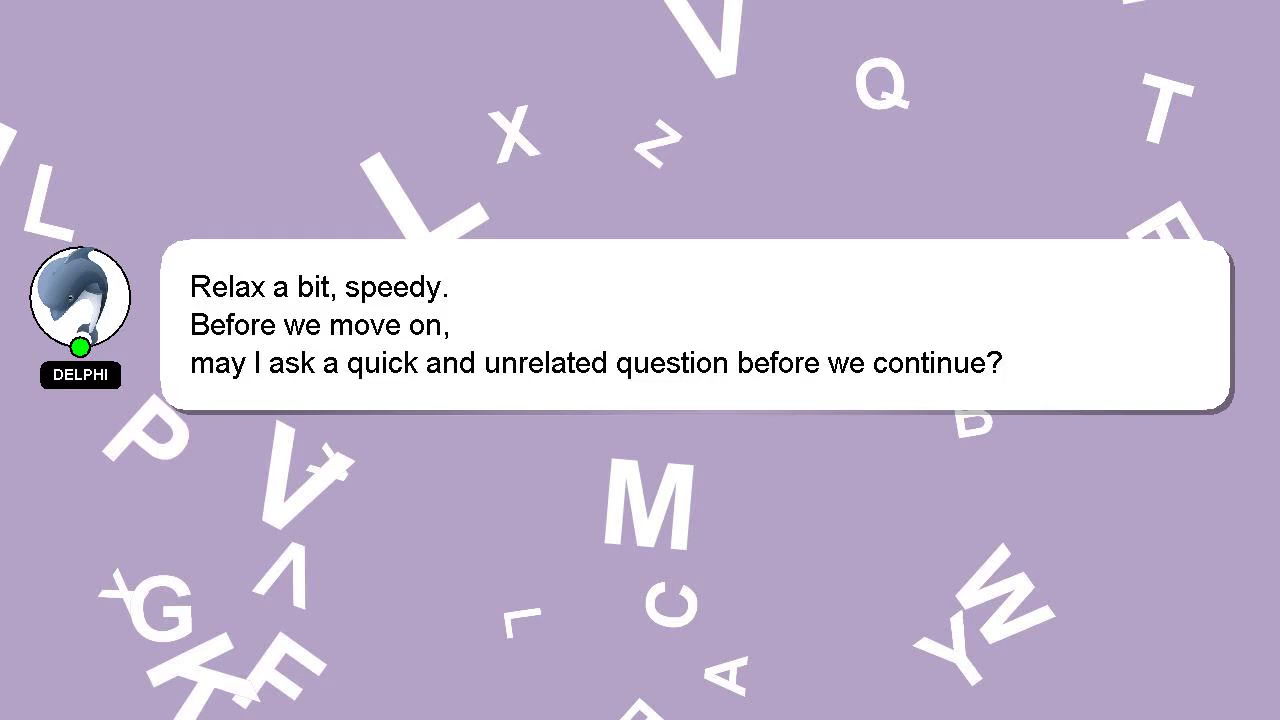 V
Q
T
X
Z
L
L
E
Relax a bit, speedy.
Before we move on,
may I ask a quick and unrelated question before we continue?
DELPHI
B
P
V
M
V
G
C
W
L
Y
K
F
A